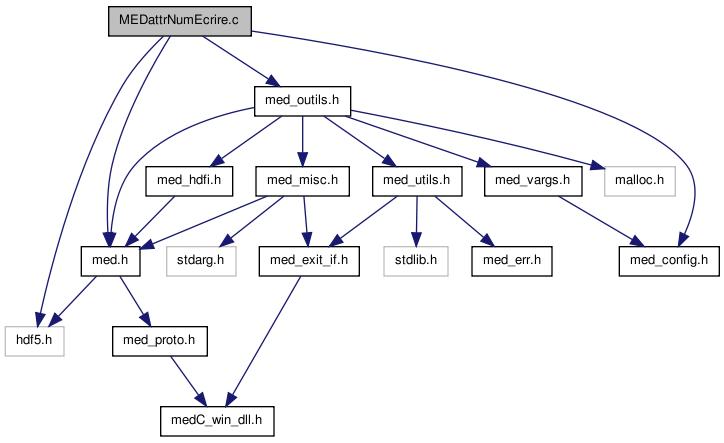 MEDattrNumEcrire.c
med_outils.h
med_hdfi.h
med_misc.h
med_utils.h
med_vargs.h
malloc.h
med.h
stdarg.h
med_exit_if.h
stdlib.h
med_err.h
med_config.h
hdf5.h
med_proto.h
medC_win_dll.h